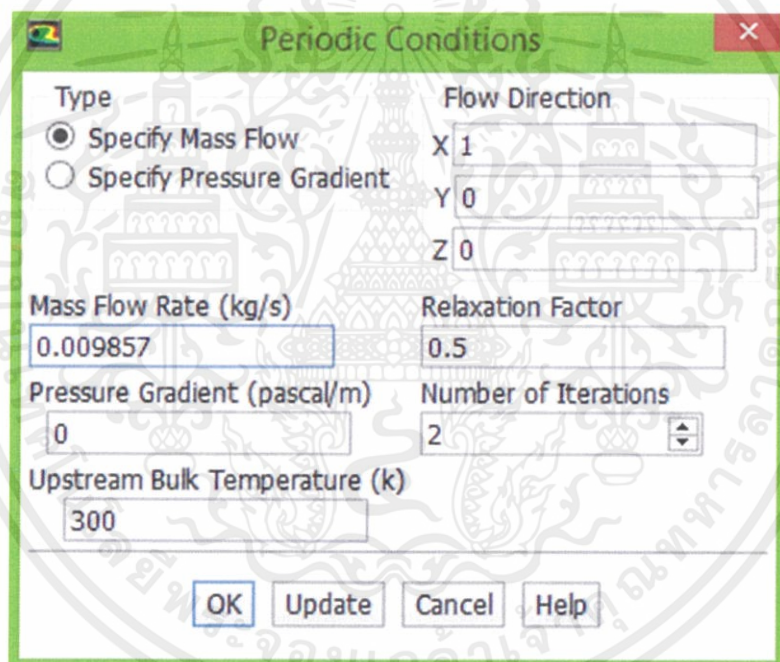 Periodic Conditions
Type
Specify Mass Flow
Specify Pressure Gradient
Flow Direction
X 1
Y 0
Z 0
Mass Flow Rate (kg/s)
0.009857
Relaxation Factor
0.5
Pressure Gradient (pascal/m)
0
Number of Iterations
2
Upstream Bulk Temperature (k)
300
OK Update Cancel Help